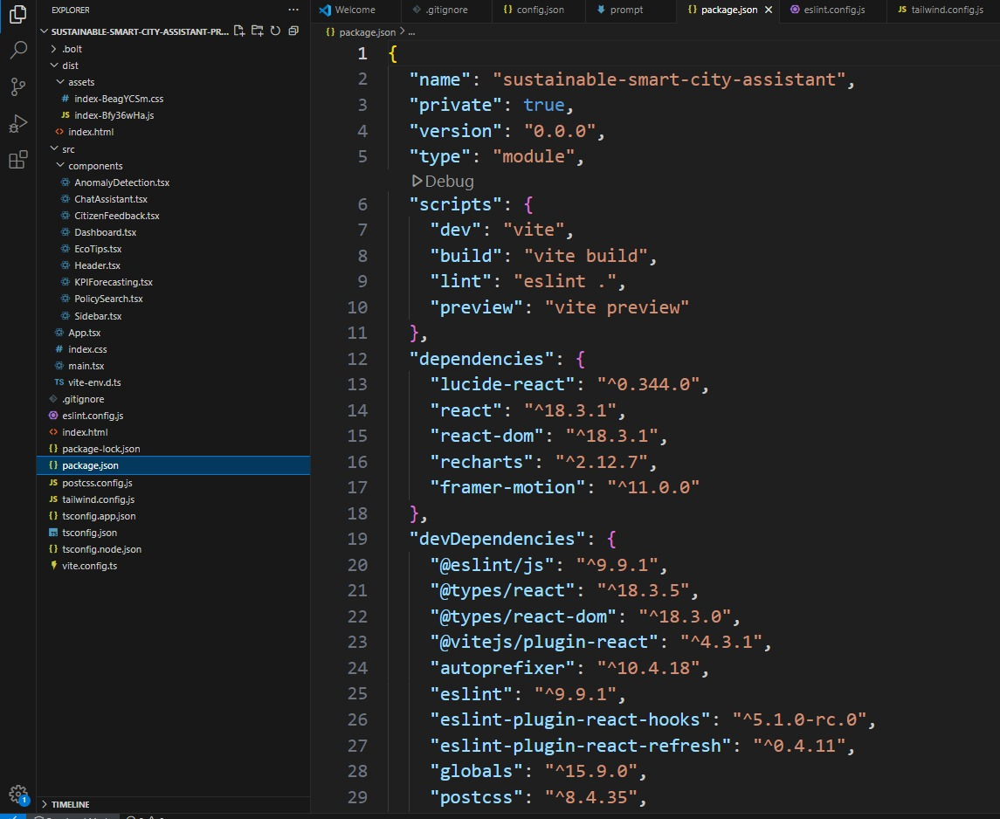 EXPLORER
...
SUSTAINABLE-SMART-CITY-ASSISTANT-PR...
.bolt
dist
assets
# index-BeagYCSm.css
JS index-Bfy36wHa.js
<> index.html
src
components
AnomalyDetection.tsx
ChatAssistant.tsx
CitizenFeedback.tsx
Dashboard.tsx
EcoTips.tsx
Header.tsx
KPIForecasting.tsx
PolicySearch.tsx
Sidebar.tsx
App.tsx
# index.css
main.tsx
TS vite-env.d.ts
.gitignore
eslint.config.js
<> index.html
{} package-lock.json
{} package.json
JS postcss.config.js
JS tailwind.config.js
{} tsconfig.app.json
tsconfig.json
{} tsconfig.node.json
vite.config.ts
1
TIMELINE
Welcome
.gitignore
{} config.json
prompt
{} package.json
eslint.config.js
JS tailwind.config.js
{} package.json > ...
1 {
2 "name": "sustainable-smart-city-assistant",
3 "private": true,
4 "version": "0.0.0",
5 "type": "module",
Debug
6 "scripts": {
7 "dev": "vite",
8 "build": "vite build",
9 "lint": "eslint .",
10 "preview": "vite preview"
11 },
12 "dependencies": {
13 "lucide-react": "^0.344.0",
14 "react": "^18.3.1",
15 "react-dom": "^18.3.1",
16 "recharts": "^2.12.7",
17 "framer-motion": "^11.0.0"
18 },
19 "devDependencies": {
20 "@eslint/js": "^9.9.1",
21 "@types/react": "^18.3.5",
22 "@types/react-dom": "^18.3.0",
23 "@vitejs/plugin-react": "^4.3.1",
24 "autoprefixer": "^10.4.18",
25 "eslint": "^9.9.1",
26 "eslint-plugin-react-hooks": "^5.1.0-rc.0",
27 "eslint-plugin-react-refresh": "^0.4.11",
28 "globals": "^15.9.0",
29 "postcss": "^8.4.35",